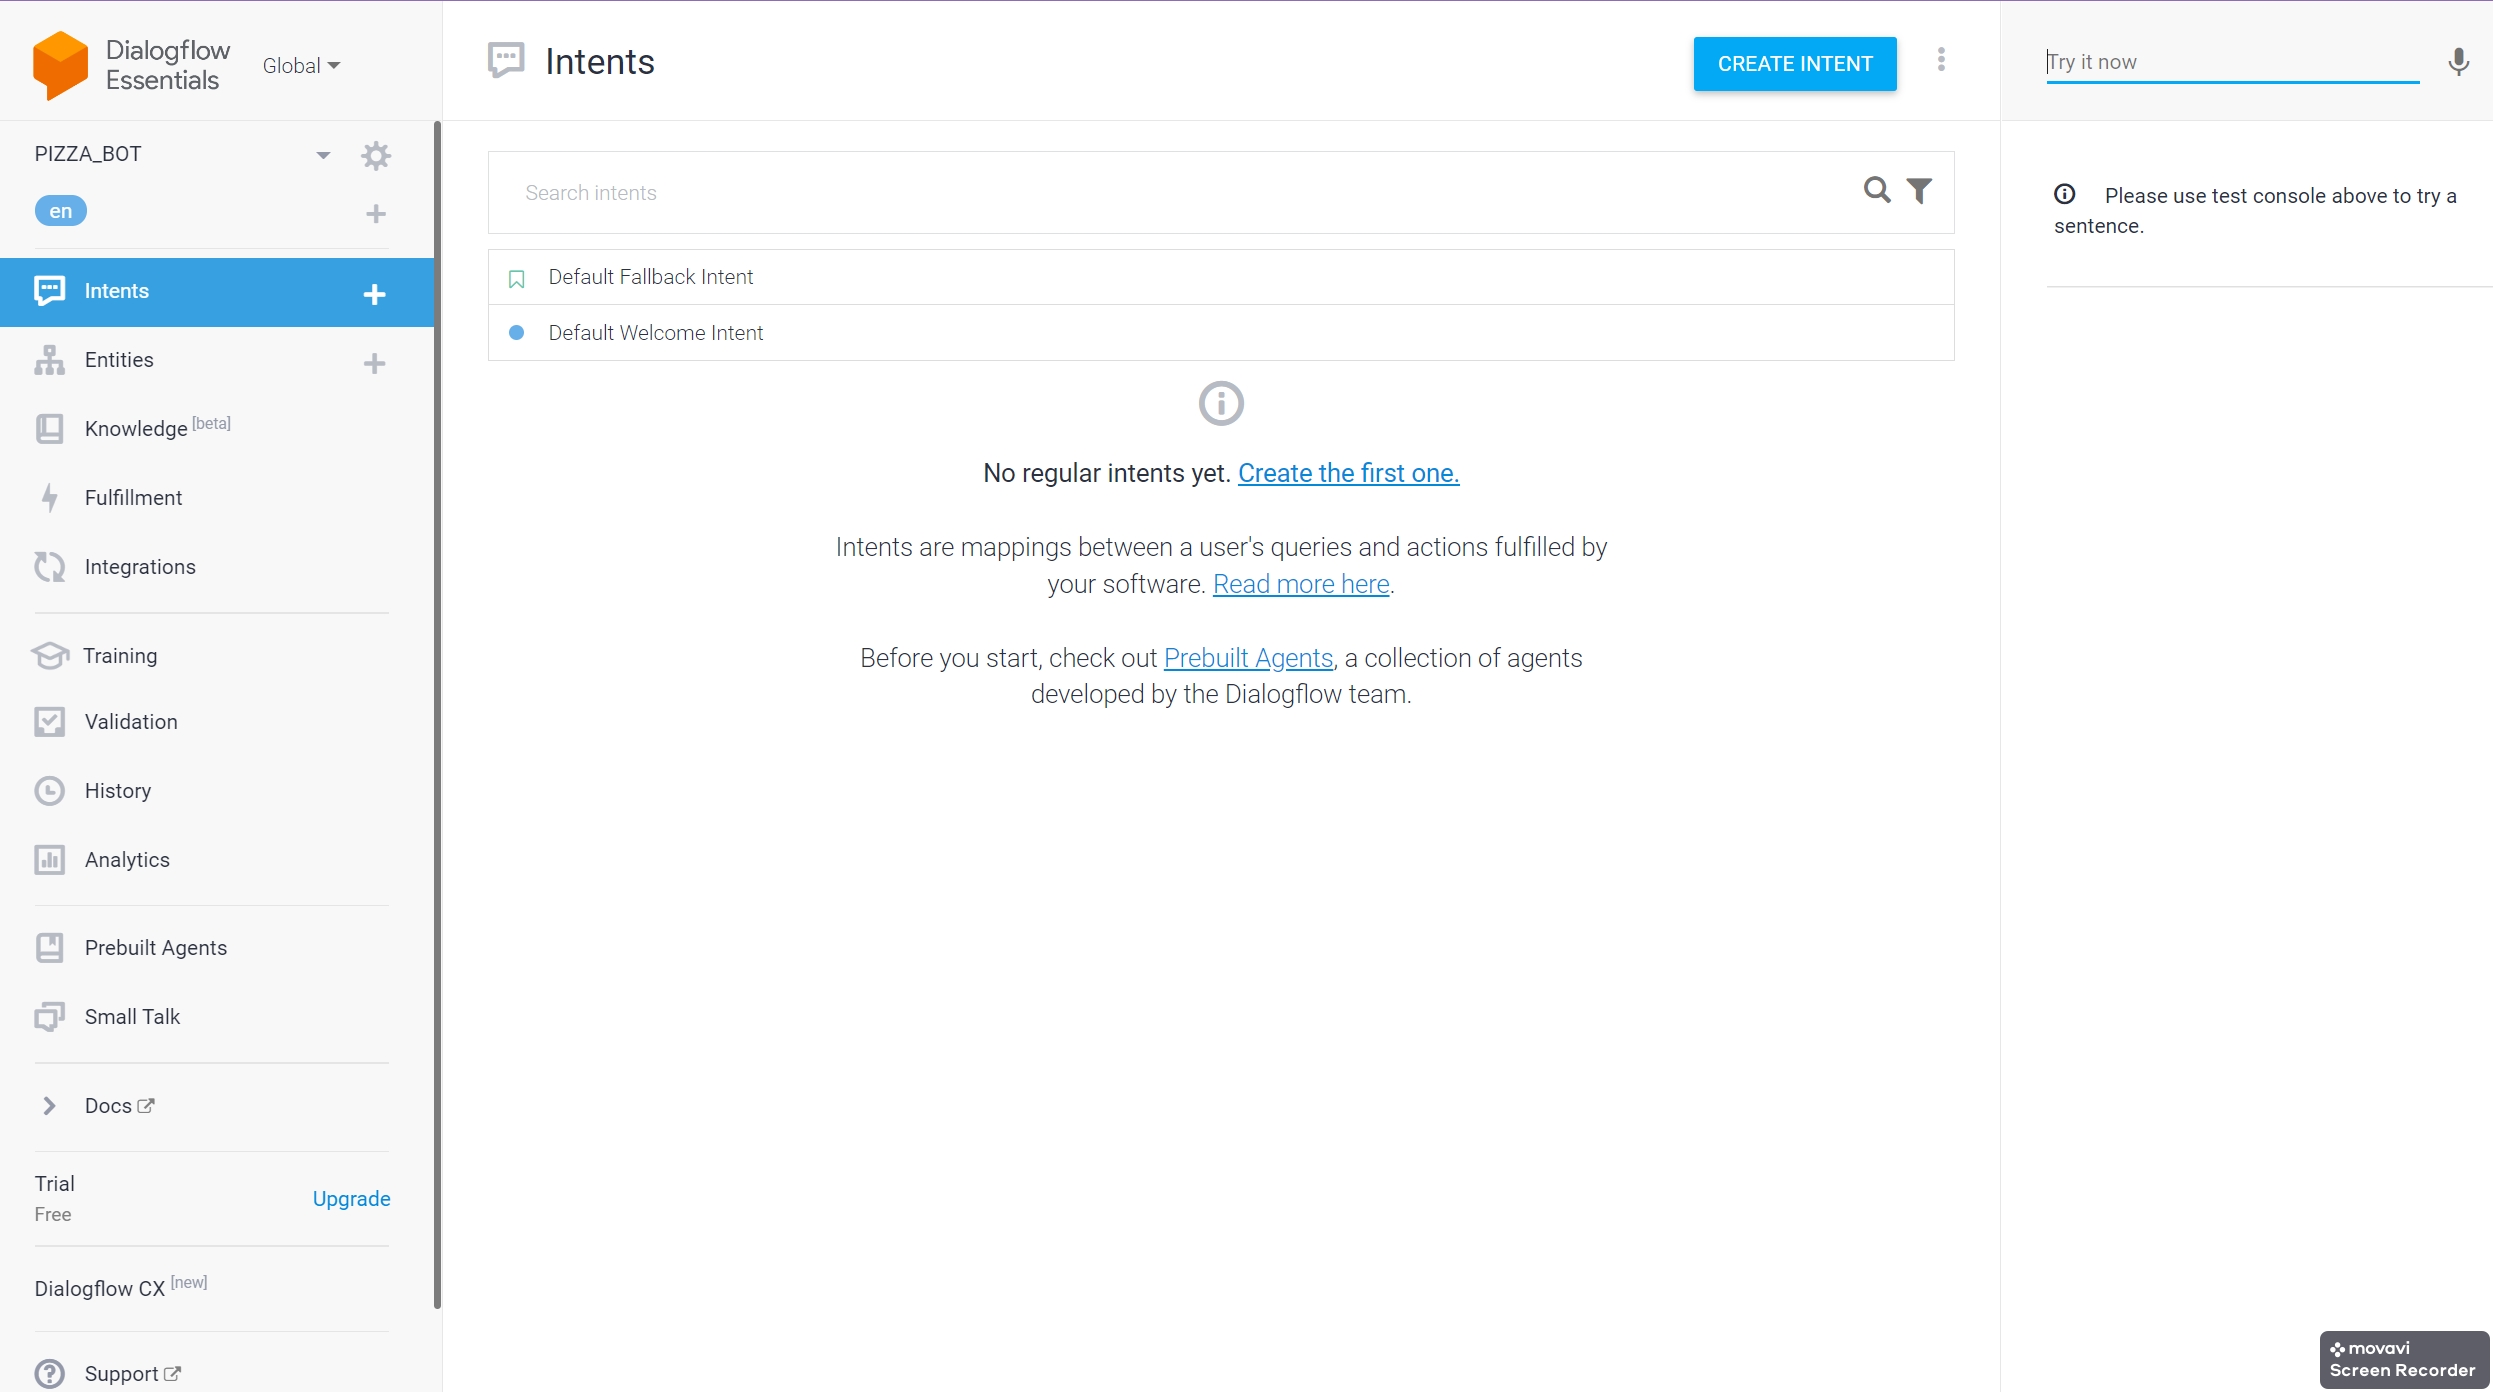 Dialogflow
Essentials
Global
PIZZA_BOT
en
Intents
Entities
Knowledge [beta]
Fulfillment
Integrations
Training
Validation
History
Analytics
Prebuilt Agents
Small Talk
Docs
Trial
Free
Upgrade
Dialogflow CX [new]
Support
Intents
CREATE INTENT
Search intents
Default Fallback Intent
Default Welcome Intent
No regular intents yet. Create the first one.
Intents are mappings between a user's queries and actions fulfilled by
your software. Read more here.
Before you start, check out Prebuilt Agents, a collection of agents
developed by the Dialogflow team.
Try it now
Please use test console above to try a
sentence.
movavi
Screen Recorder